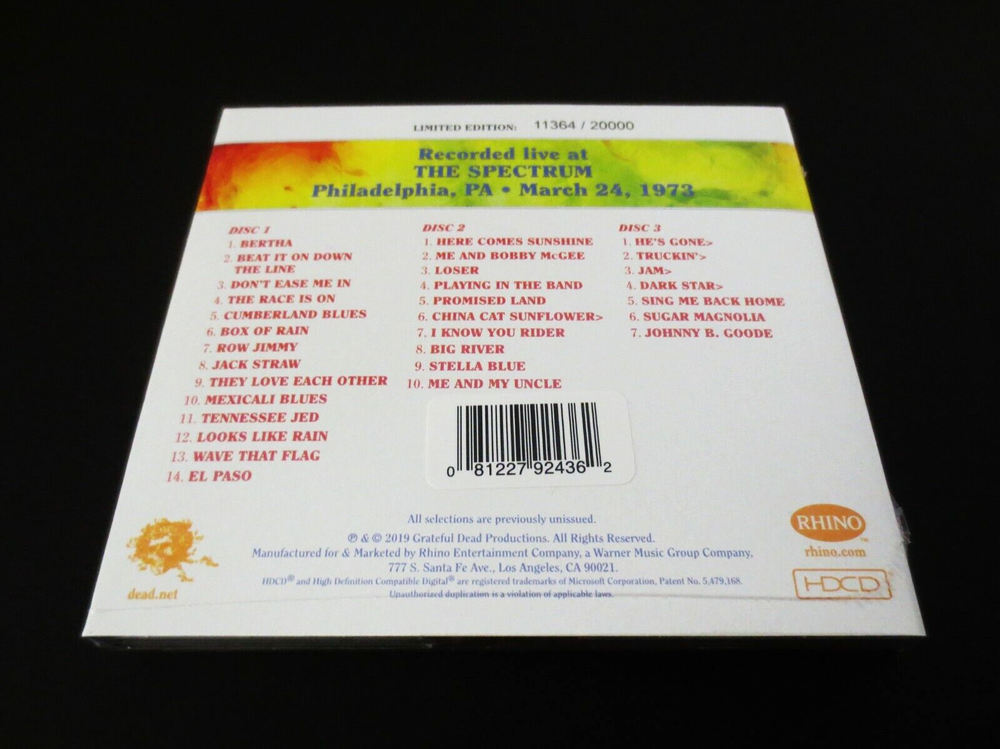 LIMITED EDITION: 11364 / 20000
Recorded live at
THE SPECTRUM
Philadelphia, PA • March 24, 1973
DISC 1
1. BERTHA
2. BEAT IT ON DOWN
THE LINE
3. DON'T EASE ME IN
4. THE RACE IS ON
5. CUMBERLAND BLUES
6. BOX OF RAIN
7. ROW JIMMY
8. JACK STRAW
9. THEY LOVE EACH OTHER
10. MEXICALI BLUES
11. TENNESSEE JED
12. LOOKS LIKE RAIN
13. WAVE THAT FLAG
14. EL PASO
DISC 2
1. HERE COMES SUNSHINE
2. ME AND BOBBY McGEE
3. LOSER
4. PLAYING IN THE BAND
5. PROMISED LAND
6. CHINA CAT SUNFLOWER>
7. I KNOW YOU RIDER
8. BIG RIVER
9. STELLA BLUE
10. ME AND MY UNCLE
DISC 3
1. HE'S GONE>
2. TRUCKIN'>
3. JAM>
4. DARK STAR>
5. SING ME BACK HOME
6. SUGAR MAGNOLIA
7. JOHNNY B. GOODE
0 81227 92436 2
All selections are previously unissued.
℗ & © 2019 Grateful Dead Productions. All Rights Reserved.
Manufactured for & Marketed by Rhino Entertainment Company, a Warner Music Group Company,
777 S. Santa Fe Ave., Los Angeles, CA 90021.
HDCD® and High Definition Compatible Digital® are registered trademarks of Microsoft Corporation, Patent No. 5,479,168.
Unauthorized duplication is a violation of applicable laws.
dead.net
RHINO™
rhino.com
HDCD